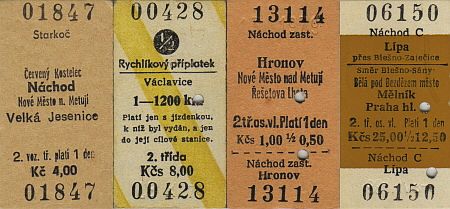 01847
Starkoč
Červený Kostelec
Náchod
Nové Město n. Metují
Velká Jesenice
2. voz. tř. platí 1 den
Kčs 4,00
01847
00428
1/2
Rychlíkový příplatek
Václavice
1—1200 km
Platí jen s jízdenkou,
k níž byl vydán, a jen
do její cílové stanice.
2. třída
Kčs 8,00
00428
13114
Náchod zast.
Hronov
Nové Město nad Metují
Řešetova Lhota
2.tř.os.vl. Platí 1 den
Kčs 1,00 ½ 0,50
Náchod zast.
Hronov
13114
06150
Náchod C
Lípa
přes Blešno-Zaječice
Směr Blešno-Sány
Bělá pod Bezdězem město
Mělník
Praha hl.
2. tř. os. vl. Platí 1 den
Kčs 25,00 ½ 12,50
Náchod C
Lípa
06150